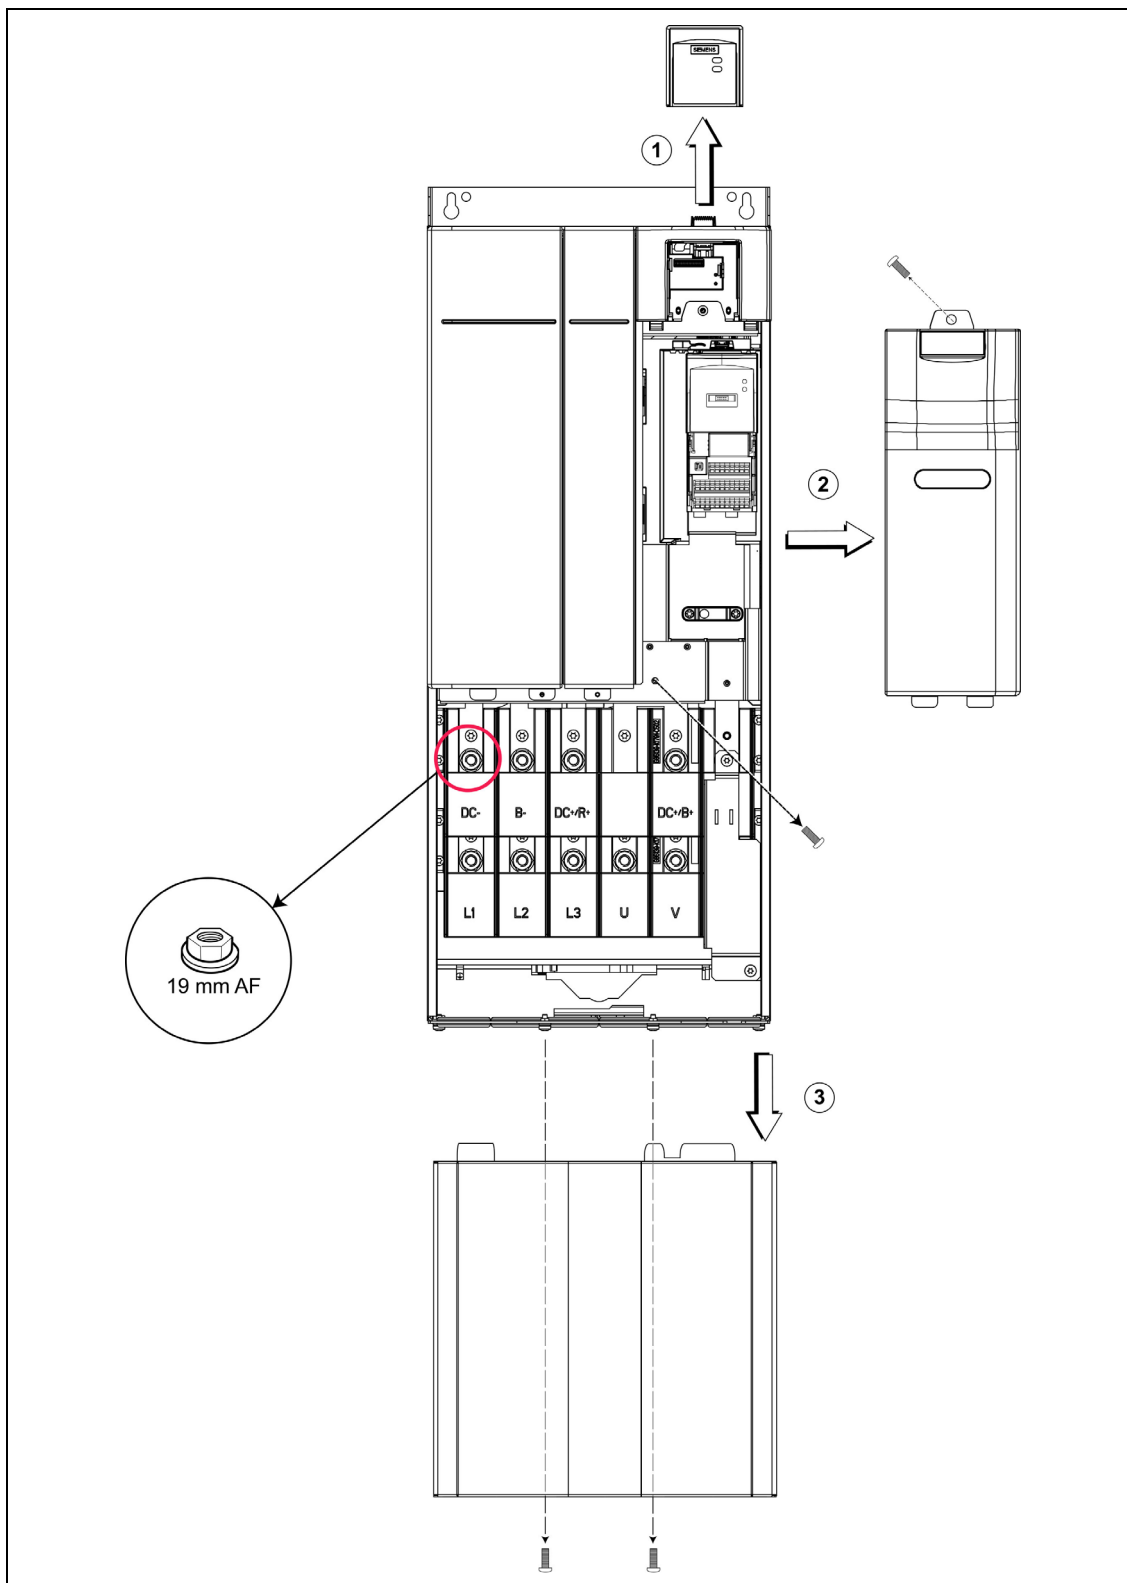 SIEMENS
1
2
DC- B- DC+/R+ DC+/B+
L1 L2 L3 U V
19 mm AF
3